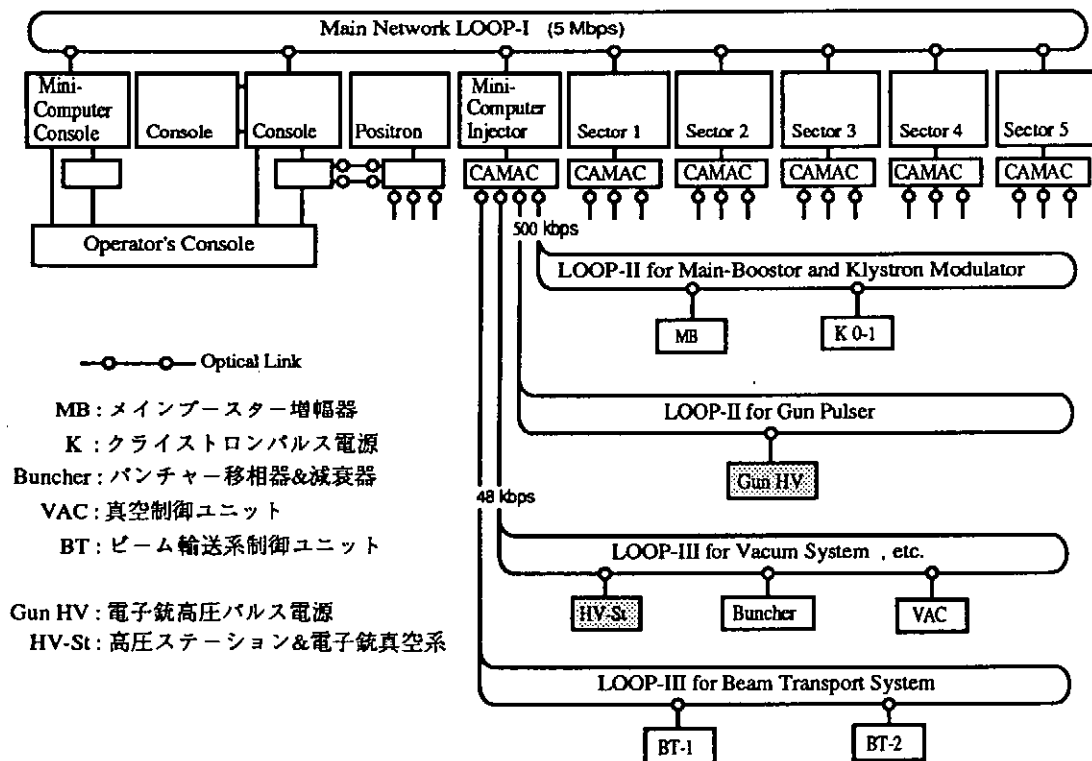 Main Network LOOP-I (5 Mbps)
Mini-
Computer
Console
Console
Console
Positron
Mini-
Computer
Injector
Sector 1
Sector 2
Sector 3
Sector 4
Sector 5
CAMAC
CAMAC
CAMAC
CAMAC
CAMAC
CAMAC
Operator's Console
500 kbps
LOOP-II for Main-Boostor and Klystron Modulator
MB
K 0-1
Optical Link
MB : メインブースター増幅器
K : クライストロンパルス電源
Buncher : バンチャー移相器&減衰器
VAC : 真空制御ユニット
BT : ビーム輸送系制御ユニット
Gun HV : 電子銃高圧パルス電源
HV-St : 高圧ステーション&電子銃真空系
LOOP-II for Gun Pulser
Gun HV
48 kbps
LOOP-III for Vacum System , etc.
HV-St
Buncher
VAC
LOOP-III for Beam Transport System
BT-1
BT-2